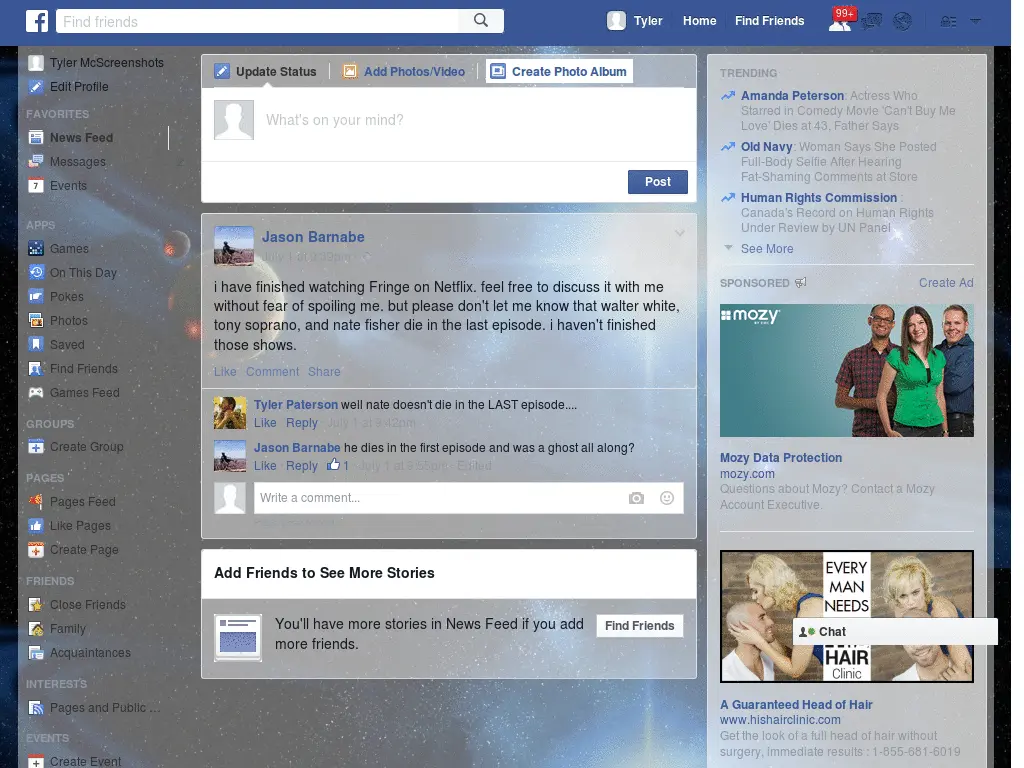 Find friends
Tyler Home Find Friends
99+
Tyler McScreenshots
Edit Profile
FAVORITES
News Feed
Messages 2
Events
APPS
Games
On This Day
Pokes
Photos
Saved
Find Friends
Games Feed
GROUPS
Create Group
PAGES
Pages Feed
Like Pages
Create Page
FRIENDS
Close Friends
Family
Acquaintances
INTERESTS
Pages and Public ...
EVENTS
Create Event
Update Status Add Photos/Video Create Photo Album
What's on your mind?
Post
Jason Barnabe
July 1 at 9:32pm
i have finished watching Fringe on Netflix. feel free to discuss it with me
without fear of spoiling me. but please don't let me know that walter white,
tony soprano, and nate fisher die in the last episode. i haven't finished
those shows.
Like Comment Share
Tyler Paterson well nate doesn't die in the LAST episode....
Like · Reply · July 1 at 9:42pm
Jason Barnabe he dies in the first episode and was a ghost all along?
Like · Reply · 1 · July 1 at 9:55pm · Edited
Write a comment...
Add Friends to See More Stories
You'll have more stories in News Feed if you add
more friends.
Find Friends
TRENDING
Amanda Peterson: Actress Who
Starred in Comedy Movie 'Can't Buy Me
Love' Dies at 43, Father Says
Old Navy: Woman Says She Posted
Full-Body Selfie After Hearing
Fat-Shaming Comments at Store
Human Rights Commission :
Canada's Record on Human Rights
Under Review by UN Panel
See More
SPONSORED Create Ad
mozy
Mozy Data Protection
mozy.com
Questions about Mozy? Contact a Mozy
Account Executive.
EVERY
MAN
NEEDS
HAIR
Clinic
Chat
A Guaranteed Head of Hair
www.hishairclinic.com
Get the look of a full head of hair without
surgery, immediate results : 1-855-681-6019